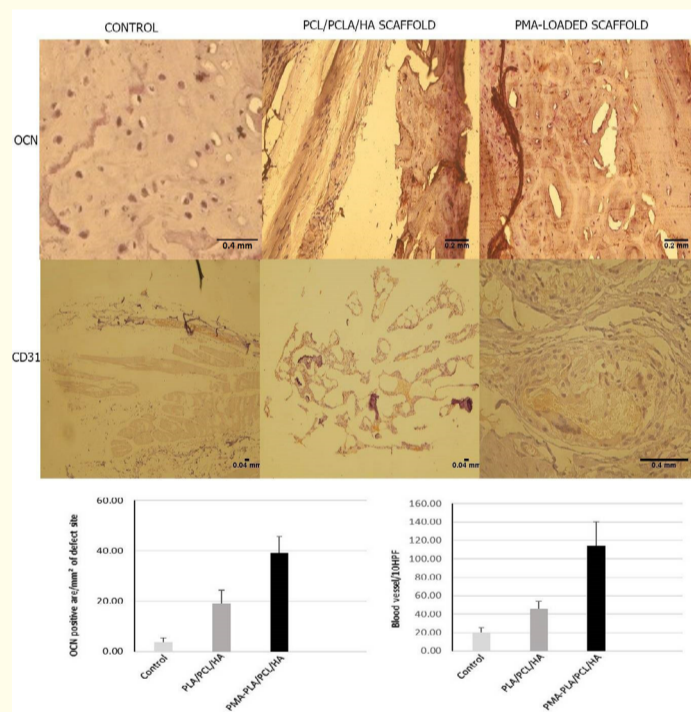 CONTROL PCL/PCLA/HA SCAFFOLD PMA-LOADED SCAFFOLD
OCN
0.4 mm 0.2 mm 0.2 mm
CD31
0.04 mm 0.04 mm 0.4 mm
OCN positive are/mm² of defect site
60.00
40.00
20.00
0.00
Control PLA/PCL/HA PMA-PLA/PCL/HA
Blood vessel/10HPF
160.00
140.00
120.00
100.00
80.00
60.00
40.00
20.00
0.00
Control PLA/PCL/HA PMA-PLA/PCL/HA